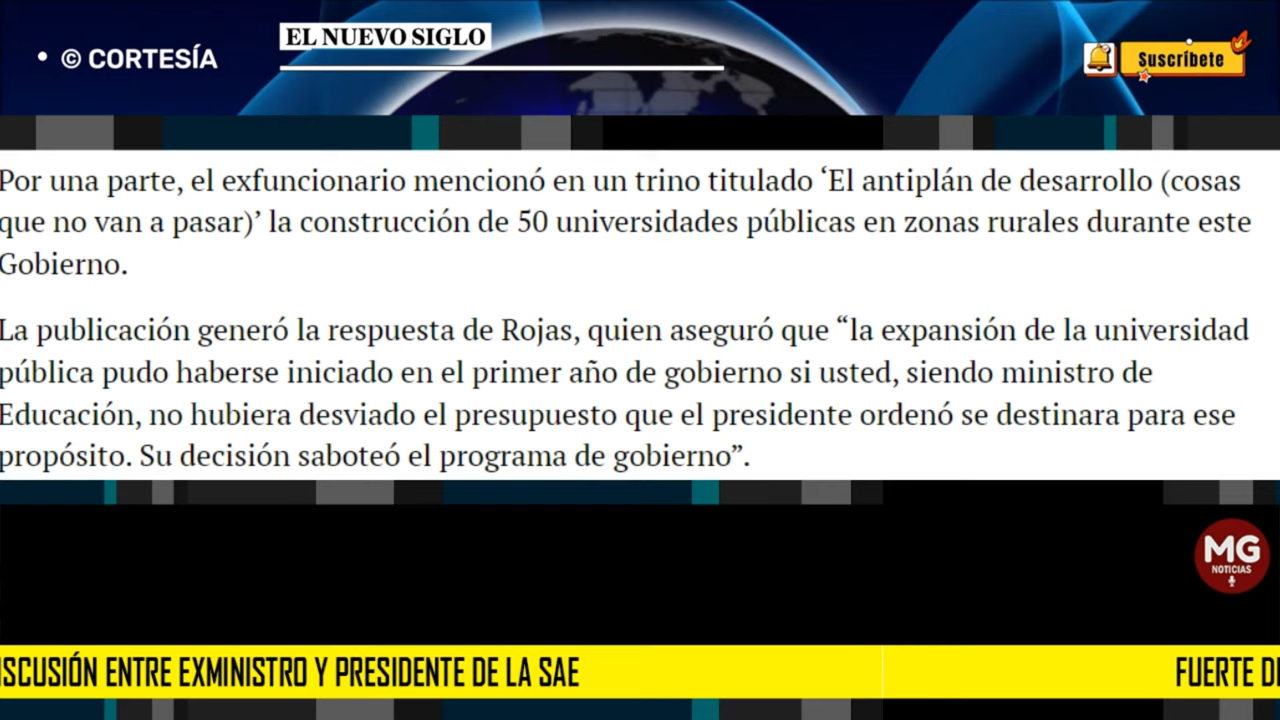 • © CORTESÍA
EL NUEVO SIGLO
Suscríbete
Por una parte, el exfuncionario mencionó en un trino titulado ‘El antiplán de desarrollo (cosas
que no van a pasar)’ la construcción de 50 universidades públicas en zonas rurales durante este
Gobierno.
La publicación generó la respuesta de Rojas, quien aseguró que “la expansión de la universidad
pública pudo haberse iniciado en el primer año de gobierno si usted, siendo ministro de
Educación, no hubiera desviado el presupuesto que el presidente ordenó se destinara para ese
propósito. Su decisión saboteó el programa de gobierno”.
MG
NOTICIAS
ISCUSIÓN ENTRE EXMINISTRO Y PRESIDENTE DE LA SAE
FUERTE DI